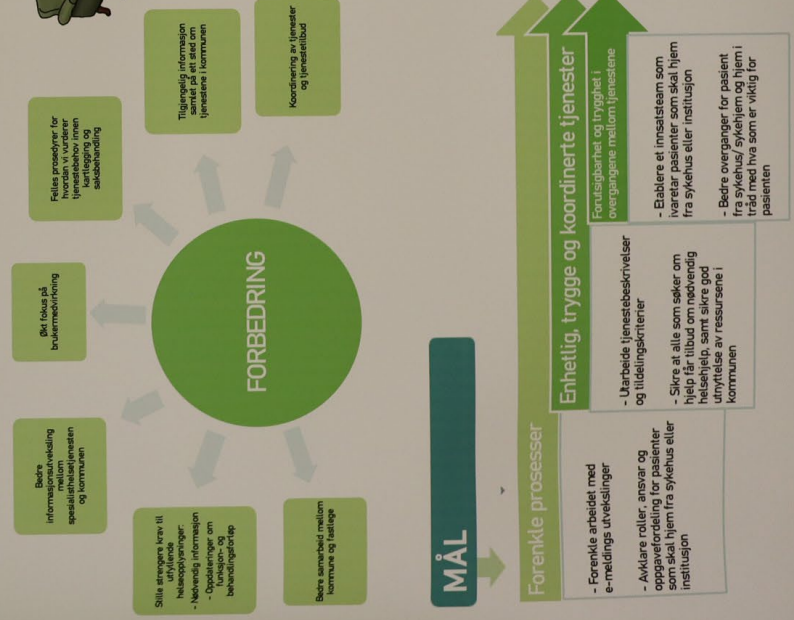 Bedre samarbeid mellom
kommune og fastlege
Stille strengere krav til
utfyllende
helseopplysninger:
- Nødvendig informasjon
- Oppdateringer om
funksjon- og
behandlingsforløp
Bedre
informasjonsutveksling
mellom
spesialisthelsetjenesten
og kommunen
Økt fokus på
brukermedvirkning
Felles prosedyrer for
hvordan vi vurderer
tjenestebehov innen
kartlegging og
saksbehandling
Tilgjengelig informasjon
samlet på ett sted om
tjenestene i kommunen
Koordinering av tjenester
og tjenestetilbud
FORBEDRING
MÅL
Forenkle prosesser
- Forenkle arbeidet med
e-meldings utvekslinger
- Avklare roller, ansvar og
oppgavefordeling for pasienter
som skal hjem fra sykehus eller
institusjon
Enhetlig, trygge og koordinerte tjenester
- Utarbeide tjenestebeskrivelser
og tildelingskriterier
- Sikre at alle som søker om
hjelp får tilbud om nødvendig
helsehjelp, samt sikre god
utnyttelse av ressursene i
kommunen
Forutsigbarhet og trygghet i
overgangene mellom tjenestene
- Etablere et innsatsteam som
ivaretar pasienter som skal hjem
fra sykehus eller institusjon
- Bedre overganger for pasient
fra sykehus/ sykehjem og hjem i
tråd med hva som er viktig for
pasienten